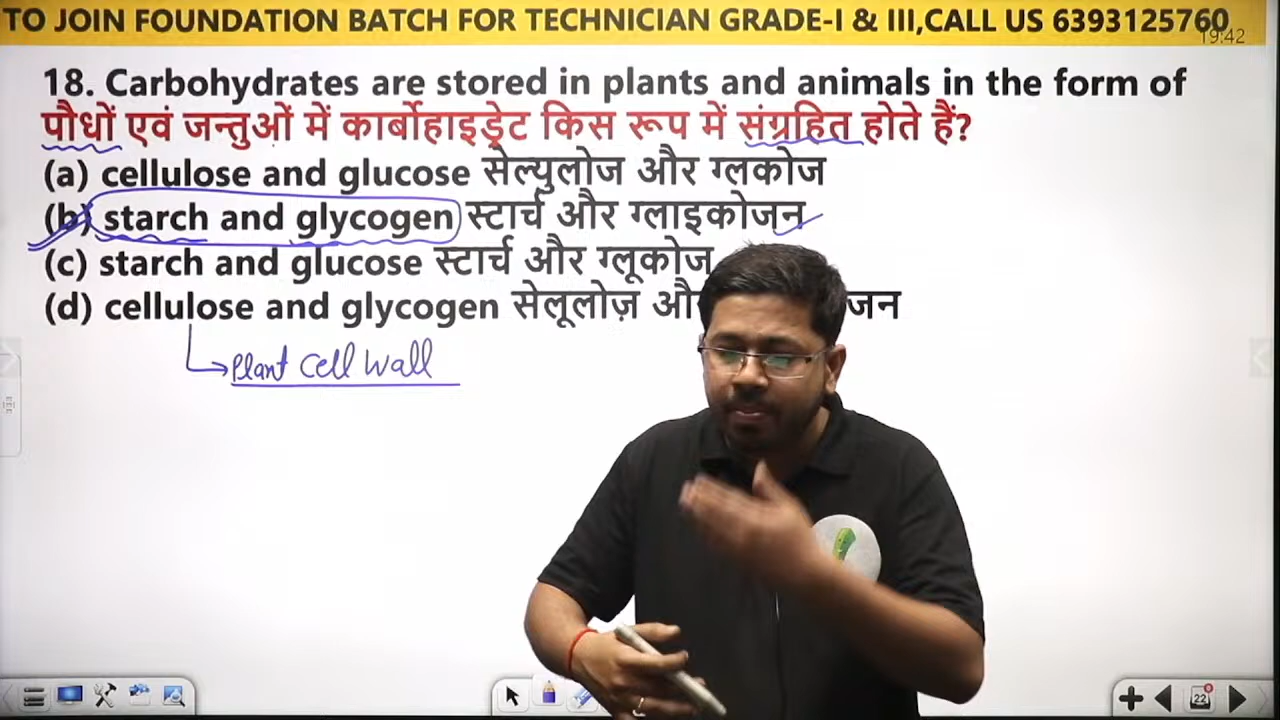 TO JOIN FOUNDATION BATCH FOR TECHNICIAN GRADE-I & III,CALL US 6393125760
19:42
18. Carbohydrates are stored in plants and animals in the form of
पौधों एवं जन्तुओं में कार्बोहाइड्रेट किस रूप में संग्रहित होते हैं?
(a) cellulose and glucose सेल्युलोज और ग्लकोज
(b) starch and glycogen स्टार्च और ग्लाइकोजन
(c) starch and glucose स्टार्च और ग्लूकोज
(d) cellulose and glycogen सेलूलोज़ औ जन
Plant Cell Wall
22